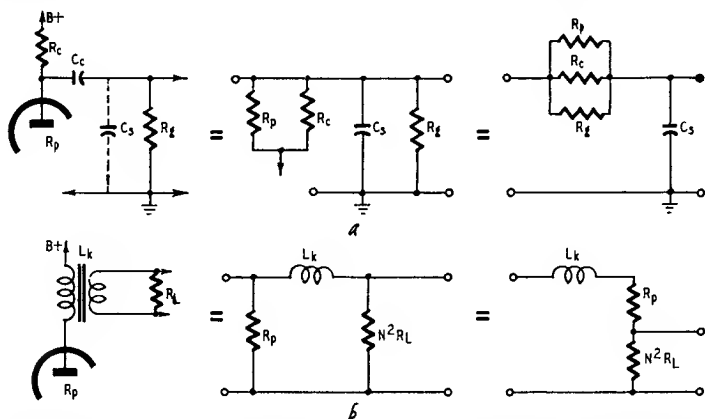 B+
Rc
Cc
Cs
Rg
Rp
=
Rp
Rc
Cs
Rg
=
Rp
Rc
Rg
Cs
a
B+
Lk
RL
Rp
=
Lk
Rp
N²RL
=
Lk
Rp
N²RL
b